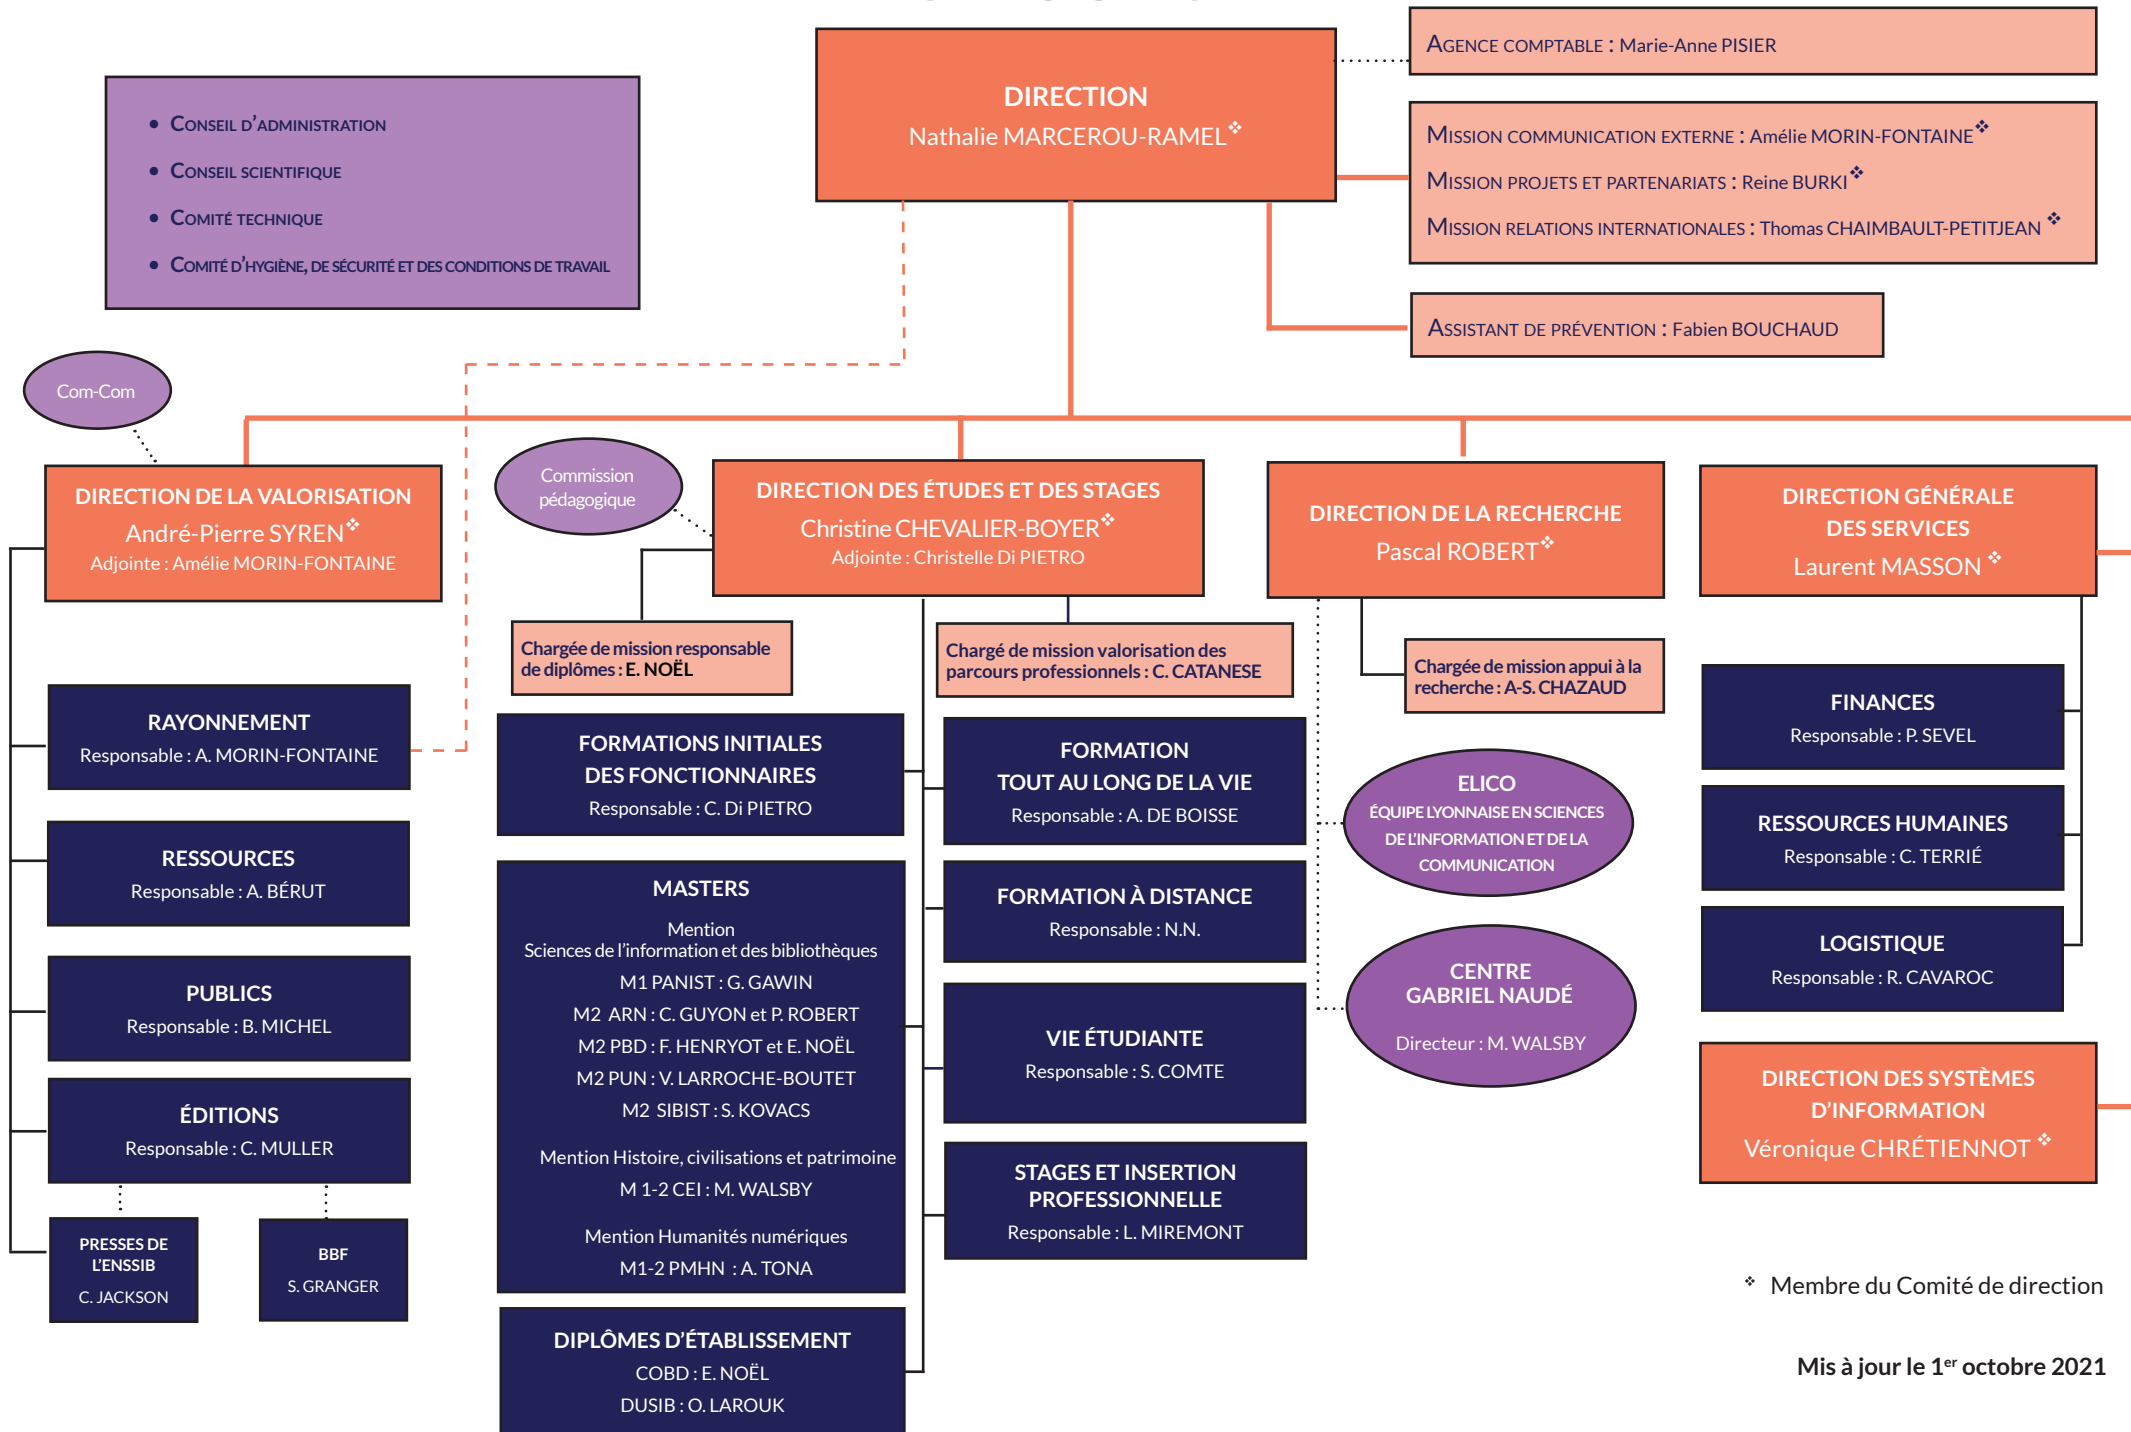 AGENCE COMPTABLE : Marie-Anne PISIER
DIRECTION
Nathalie MARCEROU-RAMEL❖
MISSION COMMUNICATION EXTERNE : Amélie MORIN-FONTAINE❖
MISSION PROJETS ET PARTENARIATS : Reine BURKI❖
MISSION RELATIONS INTERNATIONALES : Thomas CHAIMBAULT-PETITJEAN ❖
ASSISTANT DE PRÉVENTION : Fabien BOUCHAUD
• CONSEIL D'ADMINISTRATION
• CONSEIL SCIENTIFIQUE
• COMITÉ TECHNIQUE
• COMITÉ D'HYGIÈNE, DE SÉCURITÉ ET DES CONDITIONS DE TRAVAIL
Com-Com
DIRECTION DE LA VALORISATION
André-Pierre SYREN❖
Adjointe : Amélie MORIN-FONTAINE
RAYONNEMENT
Responsable : A. MORIN-FONTAINE
RESSOURCES
Responsable : A. BÉRUT
PUBLICS
Responsable : B. MICHEL
ÉDITIONS
Responsable : C. MULLER
PRESSES DE
L'ENSSIB
C. JACKSON
BBF
S. GRANGER
Commission
pédagogique
DIRECTION DES ÉTUDES ET DES STAGES
Christine CHEVALIER-BOYER❖
Adjointe : Christelle Di PIETRO
Chargée de mission responsable
de diplômes : E. NOËL
Chargé de mission valorisation des
parcours professionnels : C. CATANESE
FORMATIONS INITIALES
DES FONCTIONNAIRES
Responsable : C. Di PIETRO
MASTERS
Mention
Sciences de l'information et des bibliothèques
M1 PANIST : G. GAWIN
M2 ARN : C. GUYON et P. ROBERT
M2 PBD : F. HENRYOT et E. NOËL
M2 PUN : V. LARROCHE-BOUTET
M2 SIBIST : S. KOVACS
Mention Histoire, civilisations et patrimoine
M 1-2 CEI : M. WALSBY
Mention Humanités numériques
M1-2 PMHN : A. TONA
DIPLÔMES D'ÉTABLISSEMENT
COBD : E. NOËL
DUSIB : O. LAROUK
FORMATION
TOUT AU LONG DE LA VIE
Responsable : A. DE BOISSE
FORMATION À DISTANCE
Responsable : N.N.
VIE ÉTUDIANTE
Responsable : S. COMTE
STAGES ET INSERTION
PROFESSIONNELLE
Responsable : L. MIREMONT
DIRECTION DE LA RECHERCHE
Pascal ROBERT❖
Chargée de mission appui à la
recherche : A-S. CHAZAUD
ELICO
ÉQUIPE LYONNAISE EN SCIENCES
DE L'INFORMATION ET DE LA
COMMUNICATION
CENTRE
GABRIEL NAUDÉ
Directeur : M. WALSBY
DIRECTION GÉNÉRALE
DES SERVICES
Laurent MASSON ❖
FINANCES
Responsable : P. SEVEL
RESSOURCES HUMAINES
Responsable : C. TERRIÉ
LOGISTIQUE
Responsable : R. CAVAROC
DIRECTION DES SYSTÈMES
D'INFORMATION
Véronique CHRÉTIENNOT ❖
❖ Membre du Comité de direction
Mis à jour le 1er octobre 2021